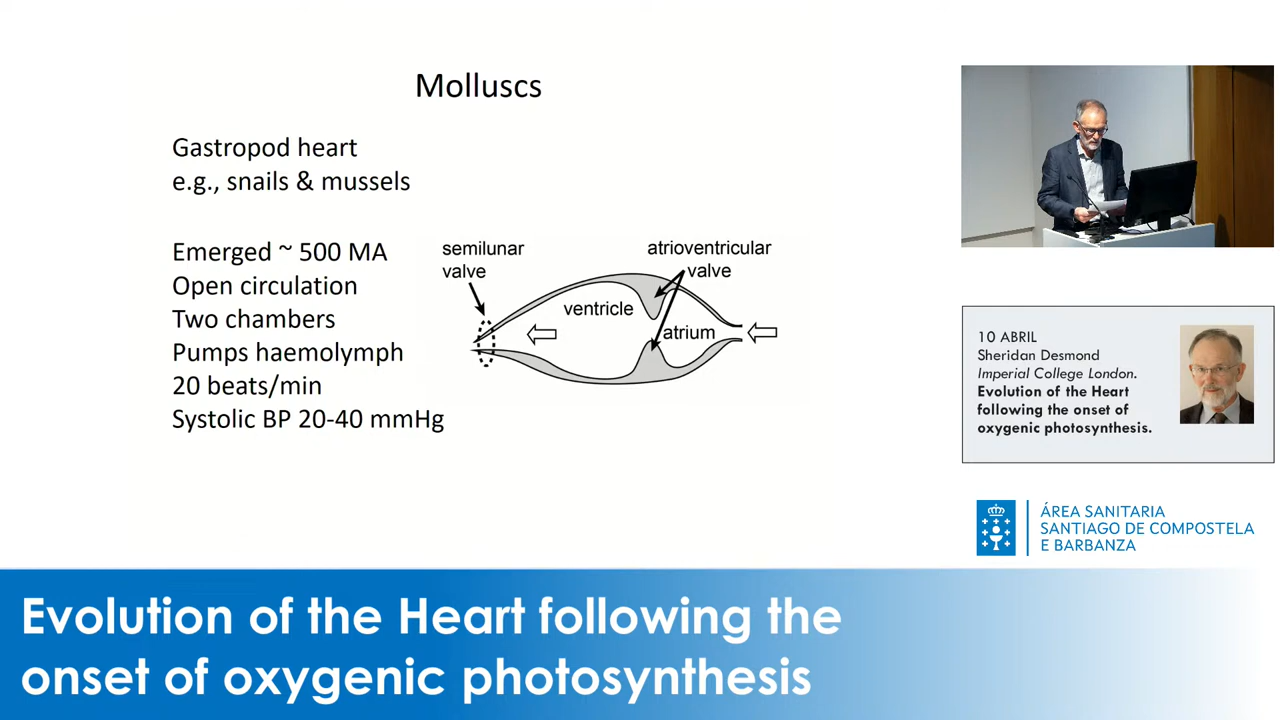 Molluscs
Gastropod heart
e.g., snails & mussels
Emerged ~ 500 MA
Open circulation
Two chambers
Pumps haemolymph
20 beats/min
Systolic BP 20-40 mmHg
semilunar
valve
atrioventricular
valve
ventricle
atrium
10 ABRIL
Sheridan Desmond
Imperial College London.
Evolution of the Heart
following the onset of
oxygenic photosynthesis.
ÁREA SANITARIA
SANTIAGO DE COMPOSTELA
E BARBANZA
Evolution of the Heart following the
onset of oxygenic photosynthesis